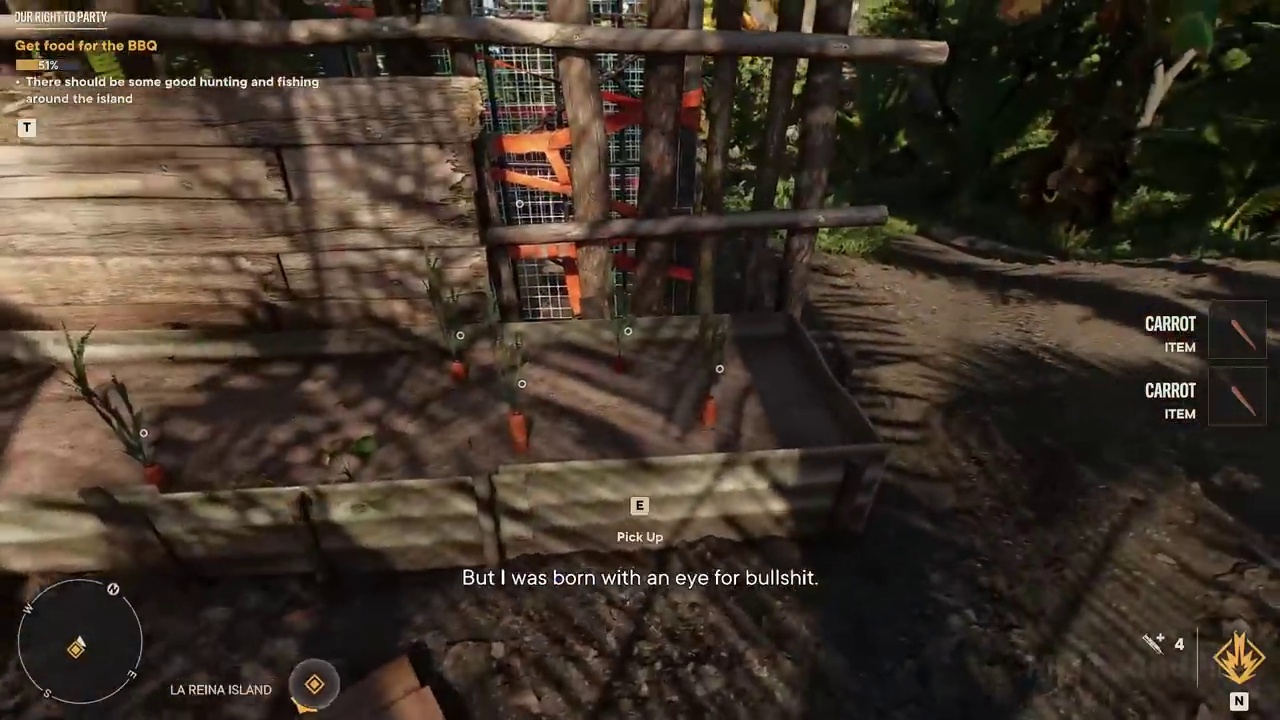 OUR RIGHT TO PARTY
Get food for the BBQ
51%
• There should be some good hunting and fishing
around the island
T
CARROT
ITEM
CARROT
ITEM
E
Pick Up
But I was born with an eye for bullshit.
N
W
E
S
LA REINA ISLAND
4
N